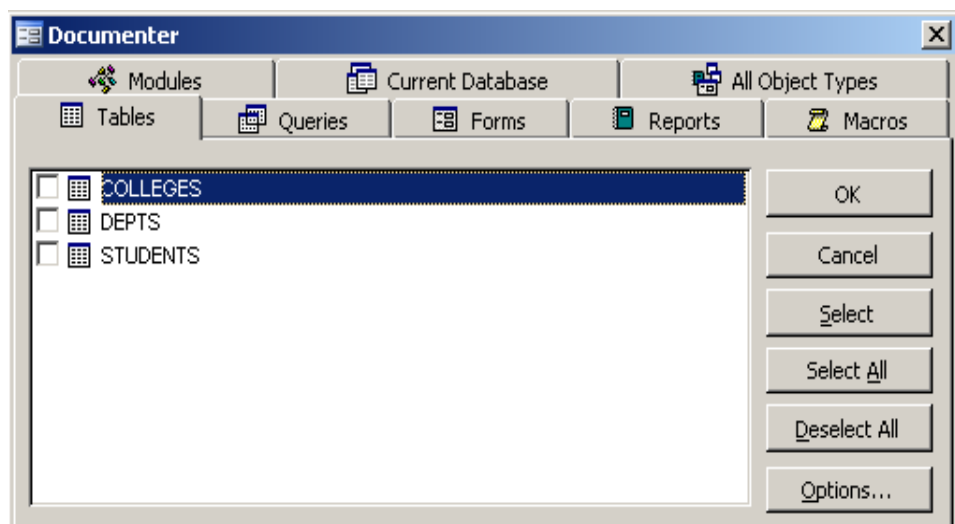 Documenter
Modules Current Database All Object Types
Tables Queries Forms Reports Macros
COLLEGES
DEPTS
STUDENTS
OK
Cancel
Select
Select All
Deselect All
Options...